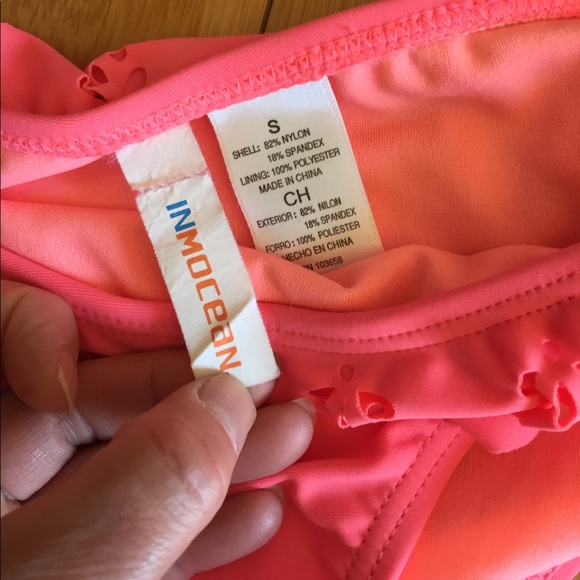 S
SHELL: 82% NYLON
18% SPANDEX
LINING: 100% POLYESTER
MADE IN CHINA
CH
EXTERIOR: 82% NILON
18% SPANDEX
FORRO: 100% POLIESTER
HECHO EN CHINA
N 103658
INMOCean